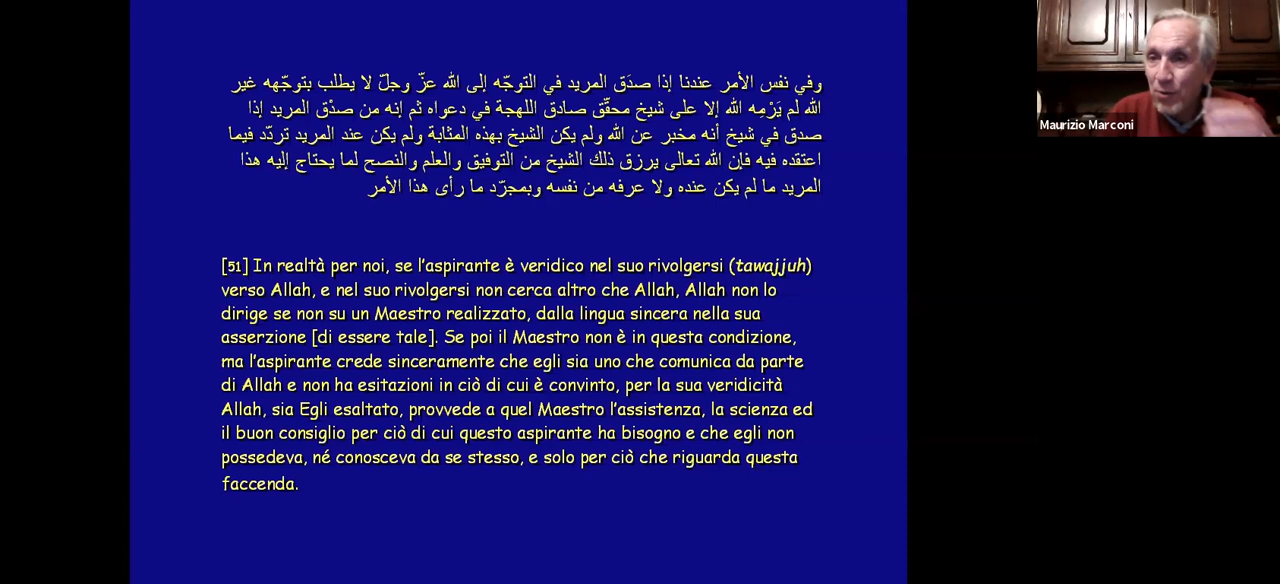 وفي نفس الأمر عندنا إذا صدَق المريد في التوجّه إلى الله عزّ وجلّ لا يطلب بتوجّهه غير
الله لم يَرْمِه الله إلا على شيخ محقّق صادق اللهجة في دعواه ثم إنه من صدْق المريد إذا
صدق في شيخ أنه مخبر عن الله ولم يكن الشيخ بهذه المثابة ولم يكن عند المريد تردّد فيما
اعتقده فيه فإن الله تعالى يرزق ذلك الشيخ من التوفيق والعلم والنصح لما يحتاج إليه هذا
المريد ما لم يكن عنده ولا عرفه من نفسه وبمجرّد ما رأى هذا الأمر
[51] In realtà per noi, se l'aspirante è veridico nel suo rivolgersi (tawajjuh)
verso Allah, e nel suo rivolgersi non cerca altro che Allah, Allah non lo
dirige se non su un Maestro realizzato, dalla lingua sincera nella sua
asserzione [di essere tale]. Se poi il Maestro non è in questa condizione,
ma l'aspirante crede sinceramente che egli sia uno che comunica da parte
di Allah e non ha esitazioni in ciò di cui è convinto, per la sua veridicità
Allah, sia Egli esaltato, provvede a quel Maestro l'assistenza, la scienza ed
il buon consiglio per ciò di cui questo aspirante ha bisogno e che egli non
possedeva, né conosceva da se stesso, e solo per ciò che riguarda questa
faccenda.
Maurizio Marconi